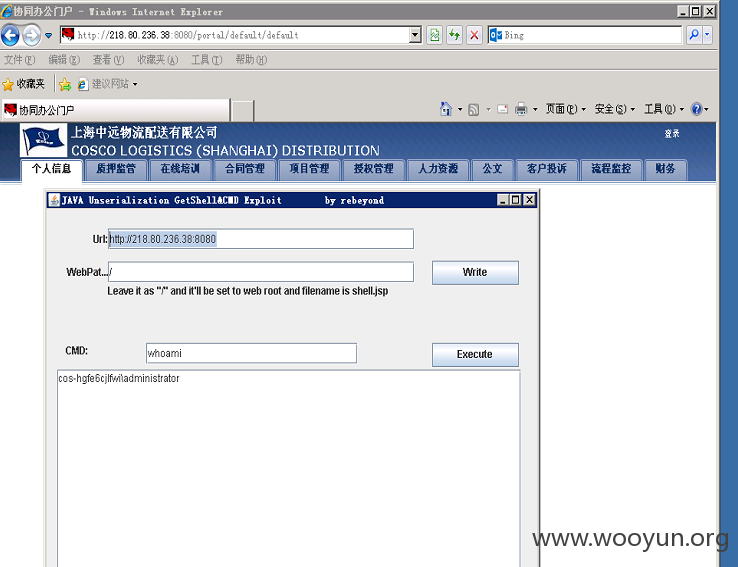 协同办公门户 - Windows Internet Explorer
http://218.80.236.38:8080/portal/default/default
Bing
文件(F) 编辑(E) 查看(V) 收藏夹(A) 工具(T) 帮助(H)
收藏夹 建议网站
协同办公门户 页面(P) 安全(S) 工具(O)
上海中远物流配送有限公司 登录
COSCO LOGISTICS (SHANGHAI) DISTRIBUTION
个人信息 质押监管 在线培训 合同管理 项目管理 授权管理 人力资源 公文 客户投诉 流程监控 财务
JAVA Unserialization GetShell&CMD Exploit by rebeyond
Url: http://218.80.236.38:8080
WebPat... / Write
Leave it as "/" and it'll be set to web root and filename is shell.jsp
CMD: whoami Execute
cos-hgfe6cjlfwi\administrator
www.wooyun.org